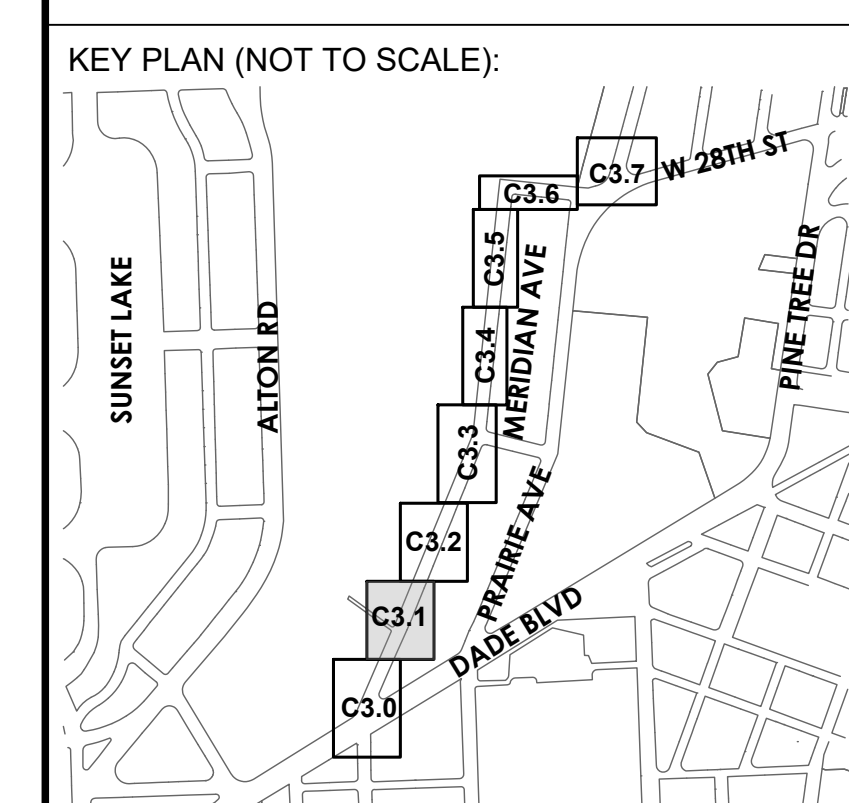 KEY PLAN (NOT TO SCALE):
C3.7
W 28TH ST
C3.6
C3.5
MERIDIAN AVE
PINE TREE DR
SUNSET LAKE
ALTON RD
C3.4
C3.3
PRAIRIE AVE
C3.2
C3.1
DADE BLVD
C3.0